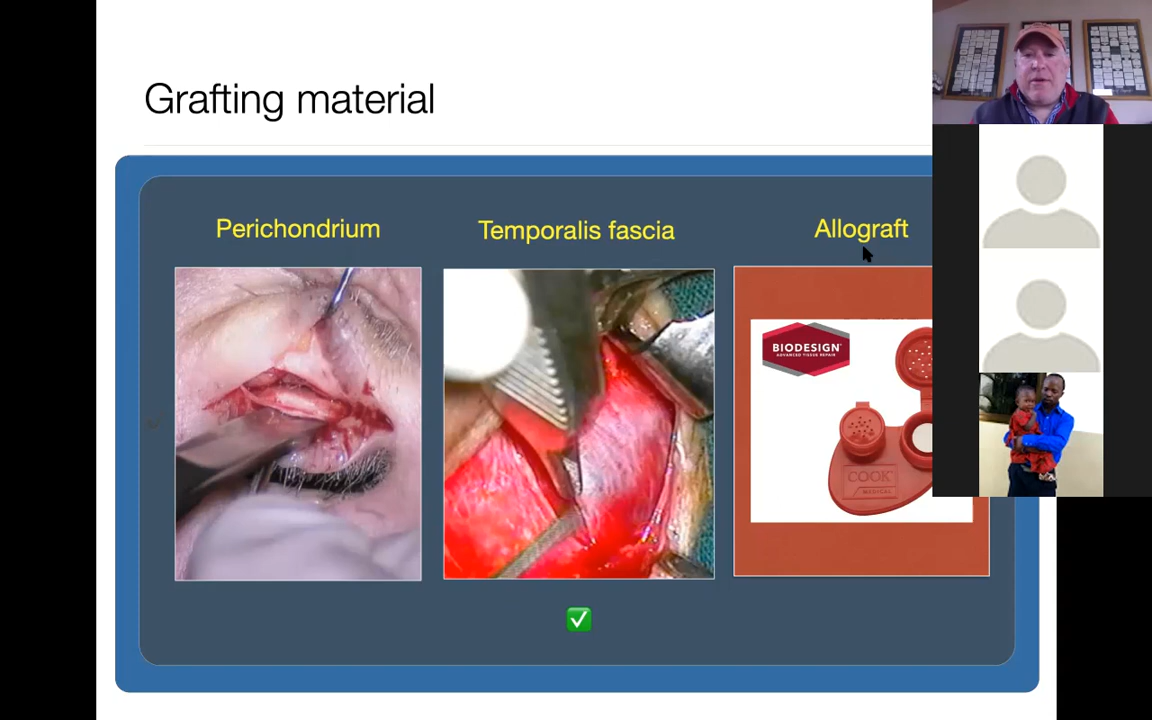 Grafting material
Perichondrium
Temporalis fascia
Allograft
BIODESIGN
ADVANCED TISSUE REPAIR
COOK
MEDICAL